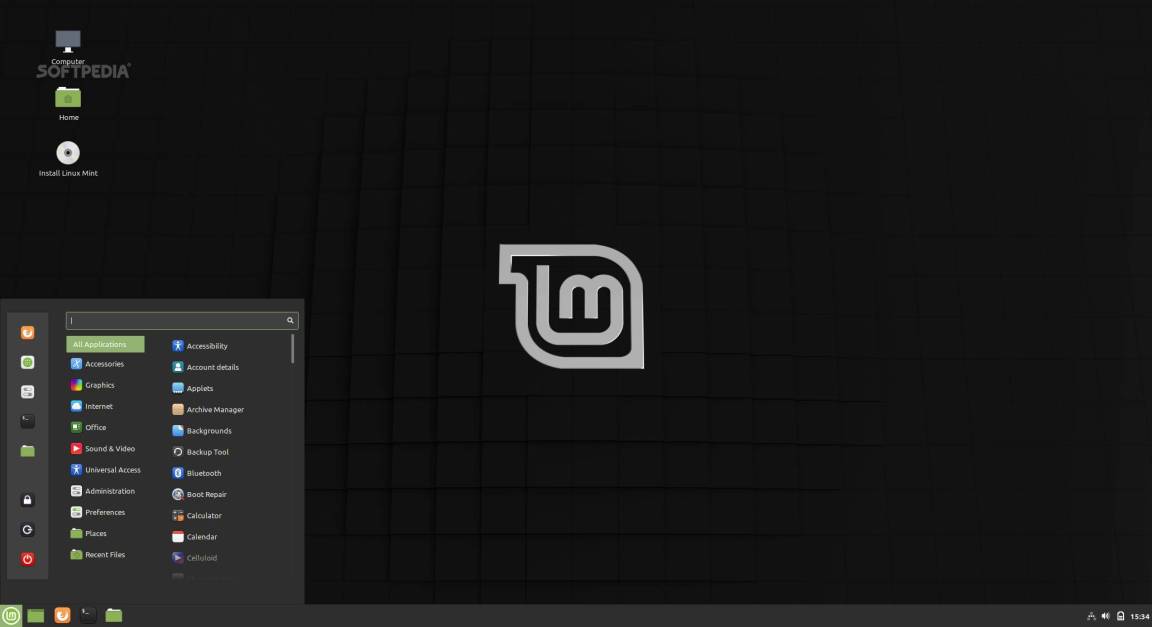 Computer
SOFTPEDIA®
Home
Install Linux Mint
lm
All Applications
Accessories
Graphics
Internet
Office
Sound & Video
Universal Access
Administration
Preferences
Places
Recent Files
Accessibility
Account details
Applets
Archive Manager
Backgrounds
Backup Tool
Bluetooth
Boot Repair
Calculator
Calendar
Celluloid
15:34